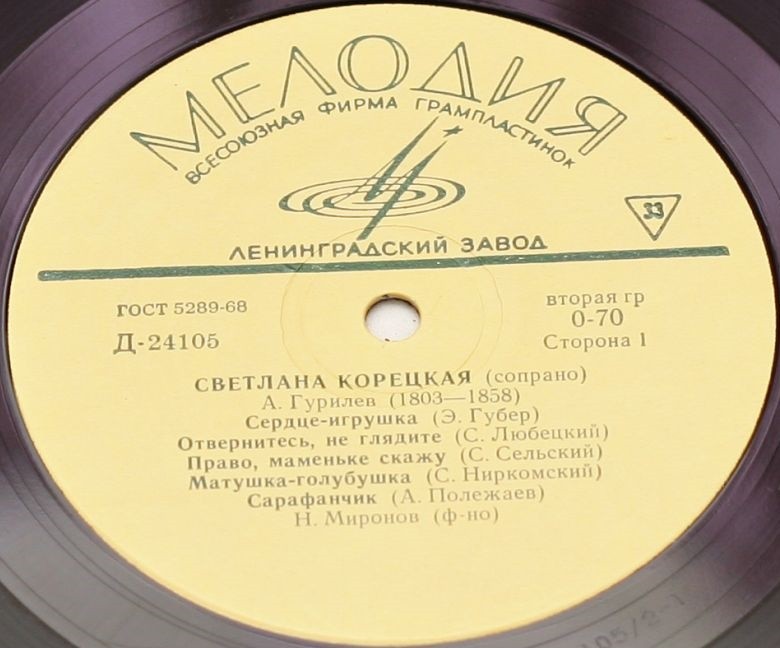 МЕЛОДИЯ
ВСЕСОЮЗНАЯ ФИРМА ГРАМПЛАСТИНОК
33
ЛЕНИНГРАДСКИЙ ЗАВОД
ГОСТ 5289-68
вторая гр
0-70
Д-24105
Сторона 1
СВЕТЛАНА КОРЕЦКАЯ (сопрано)
А. Гурилев (1803—1858)
Сердце-игрушка (Э. Губер)
Отвернитесь, не глядите (С. Любецкий)
Право, маменьке скажу (С. Сельский)
Матушка-голубушка (С. Ниркомский)
Сарафанчик (А. Полежаев)
Н. Миронов (ф-но)